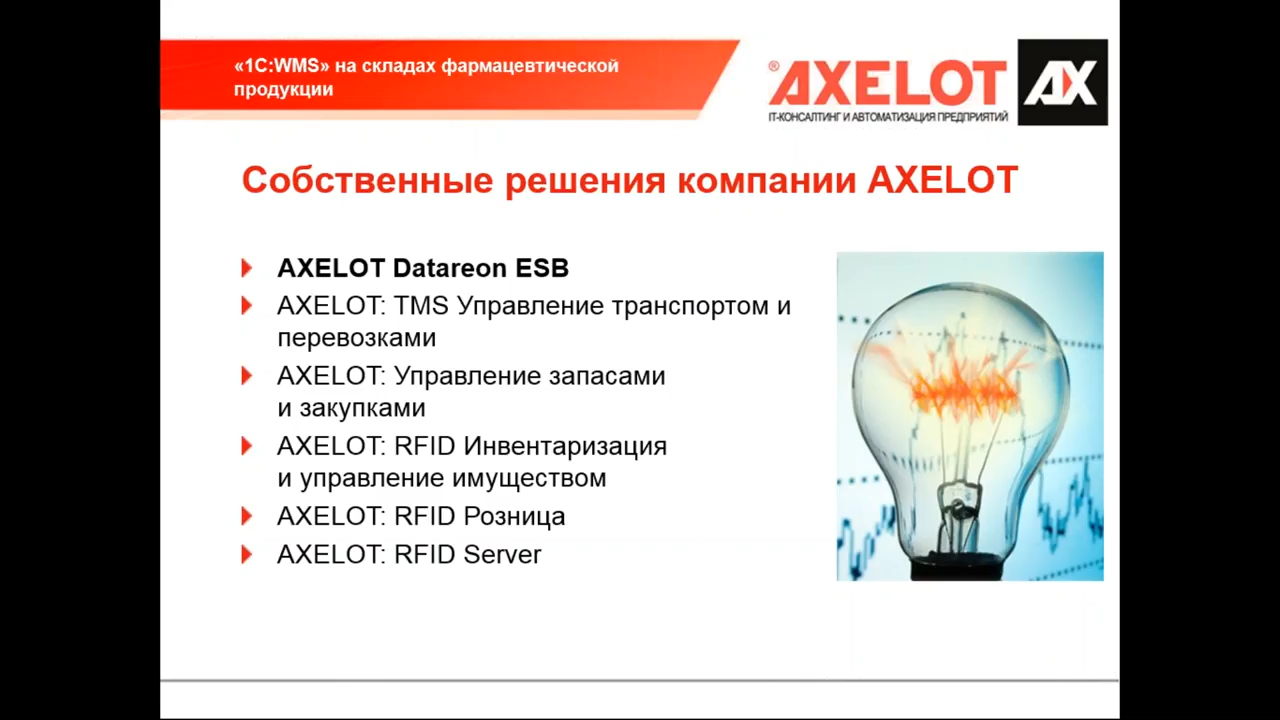 «1С:WMS» на складах фармацевтической
продукции
® AXELOT AX
IT-КОНСАЛТИНГ И АВТОМАТИЗАЦИЯ ПРЕДПРИЯТИЙ
Собственные решения компании AXELOT
AXELOT Datareon ESB
AXELOT: TMS Управление транспортом и
перевозками
AXELOT: Управление запасами
и закупками
AXELOT: RFID Инвентаризация
и управление имуществом
AXELOT: RFID Розница
AXELOT: RFID Server